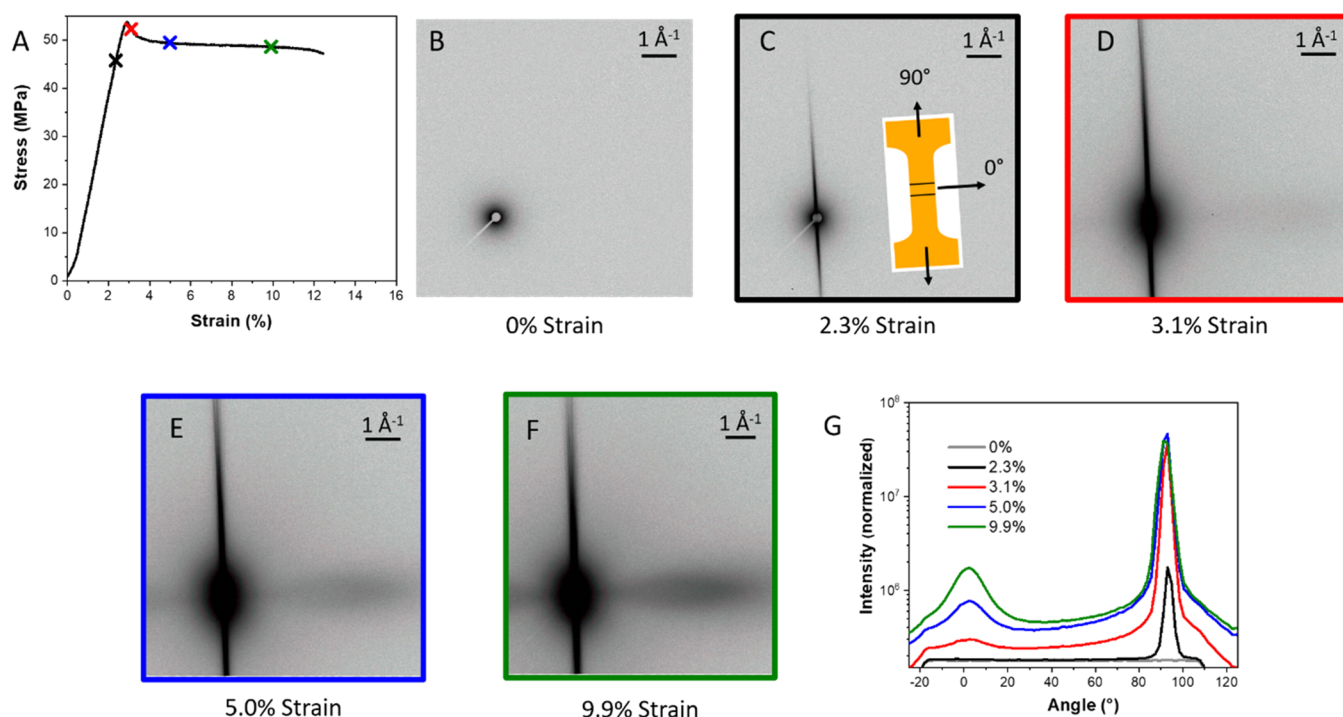 A
Stress (MPa)
50
40
30
20
10
0
0 2 4 6 8 10 12 14 16
Strain (%)
B
1 Å⁻¹
0% Strain
C
1 Å⁻¹
90°
0°
2.3% Strain
D
1 Å⁻¹
3.1% Strain
E
1 Å⁻¹
5.0% Strain
F
1 Å⁻¹
9.9% Strain
G
Intensity (normalized)
10⁸
10⁷
10⁶
0%
2.3%
3.1%
5.0%
9.9%
-20 0 20 40 60 80 100 120
Angle (°)